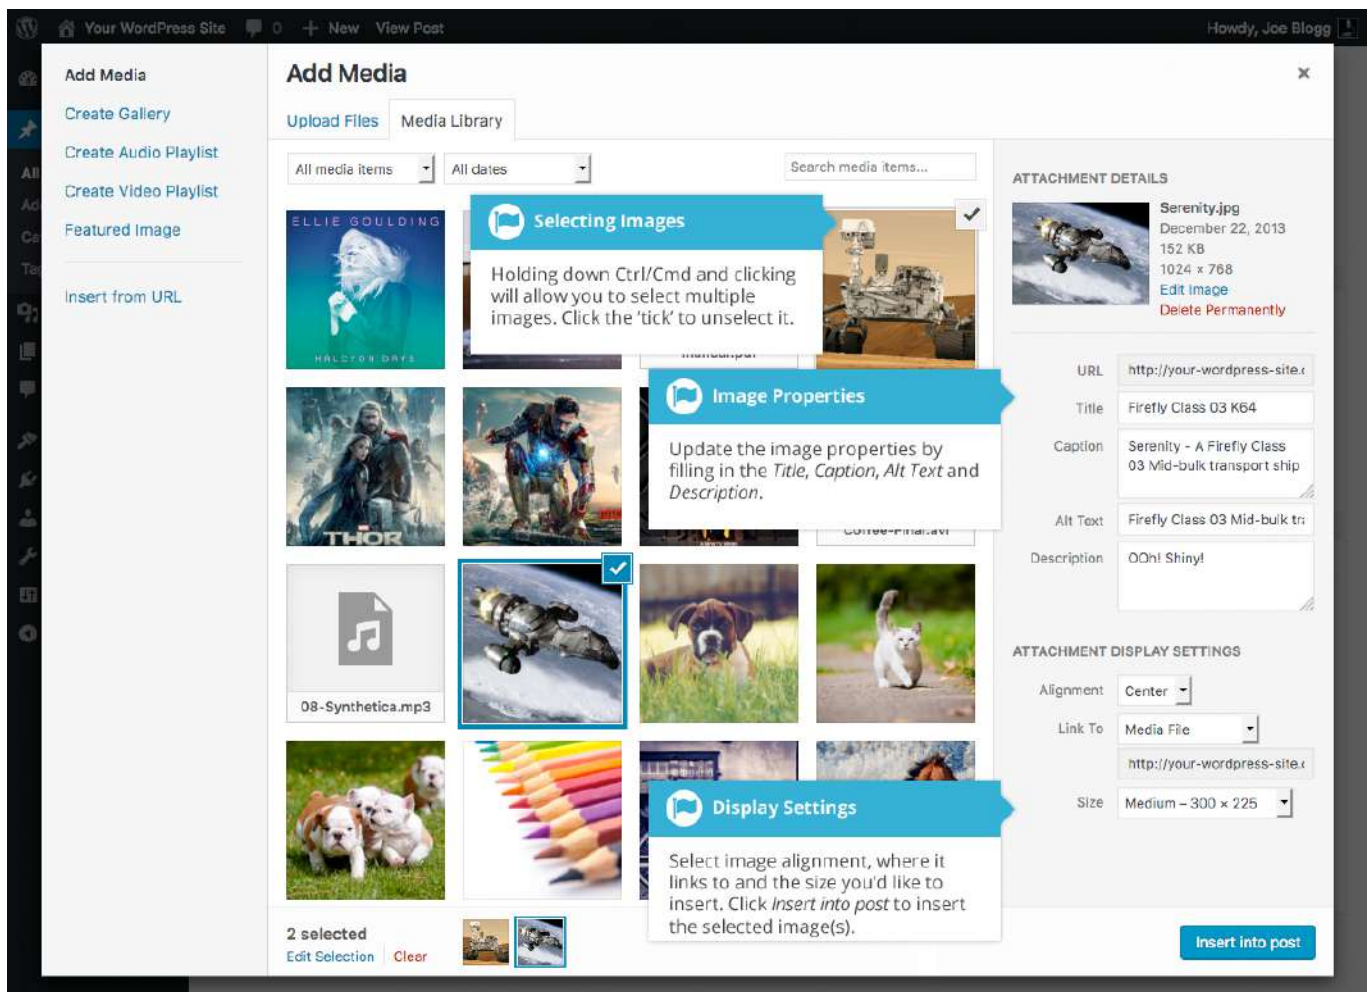 Your WordPress Site 0 New View Post Howdy, Joe Blogg
Add Media
Create Gallery
Create Audio Playlist
Create Video Playlist
Featured Image
Insert from URL
All
Add Media
Upload Files Media Library
All media items All dates Search media items...
ELLIE GOULDING
HALCYON DAYS
Selecting Images
Holding down Ctrl/Cmd and clicking
will allow you to select multiple
images. Click the 'tick' to unselect it.
Image Properties
Update the image properties by
filling in the Title, Caption, Alt Text and
Description.
THOR
Coffee-Final.avi
08-Synthetica.mp3
Display Settings
Select image alignment, where it
links to and the size you'd like to
insert. Click Insert into post to insert
the selected image(s).
2 selected
Edit Selection Clear
ATTACHMENT DETAILS
Serenity.jpg
December 22, 2013
152 KB
1024 × 768
Edit Image
Delete Permanently
URL http://your-wordpress-site.c
Title Firefly Class 03 K64
Caption Serenity - A Firefly Class
03 Mid-bulk transport ship
Alt Text Firefly Class 03 Mid-bulk tra
Description OOh! Shiny!
ATTACHMENT DISPLAY SETTINGS
Alignment Center
Link To Media File
http://your-wordpress-site.c
Size Medium – 300 × 225
Insert into post